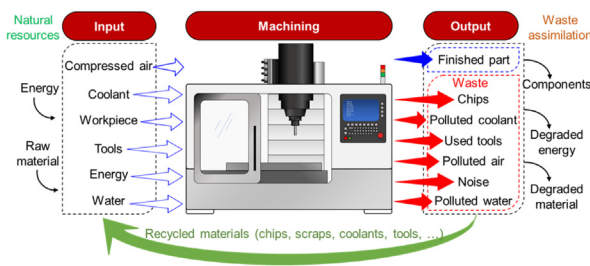 Natural
resources
Input
Machining
Output
Waste
assimilation
Compressed air
Coolant
Workpiece
Tools
Energy
Water
Energy
Raw
material
Finished part
Waste
Chips
Polluted coolant
Used tools
Polluted air
Noise
Polluted water
Components
Degraded
energy
Degraded
material
Recycled materials (chips, scraps, coolants, tools, …)